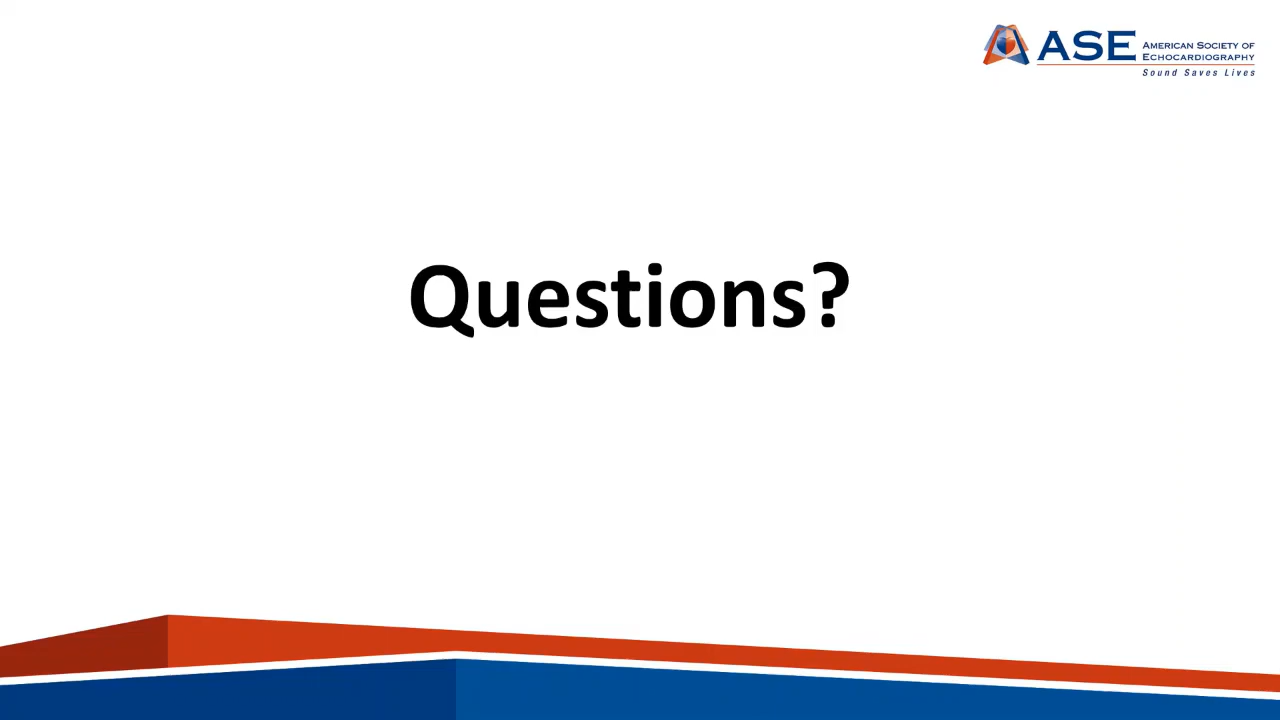 ASE
American Society of
Echocardiography
Sound Saves Lives
Questions?